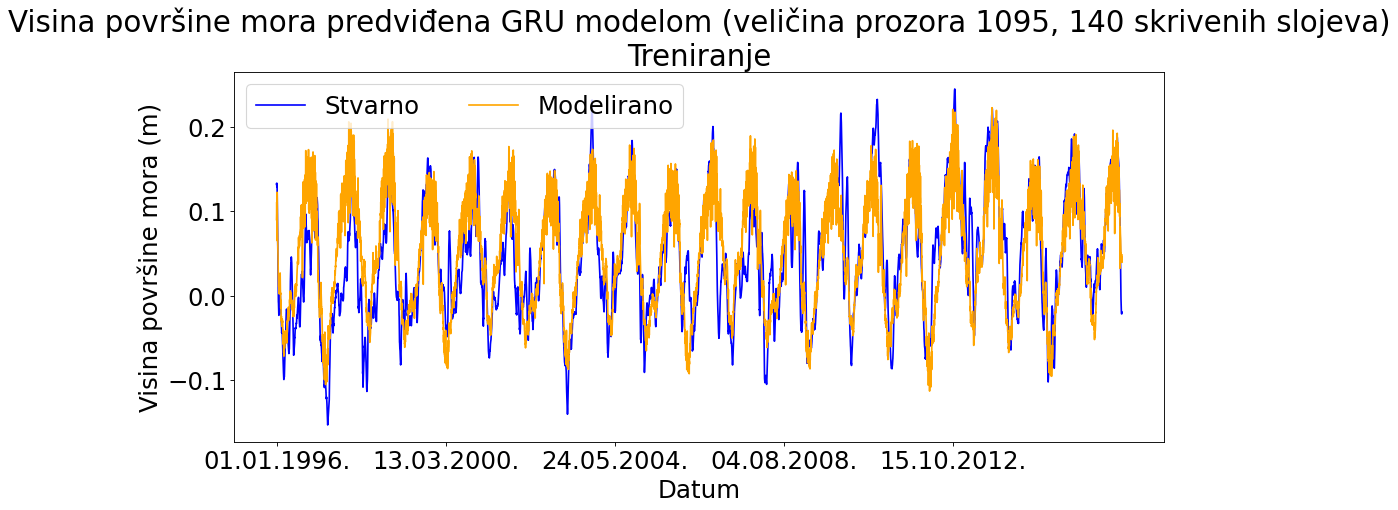 Visina površine mora predviđena GRU modelom (veličina prozora 1095, 140 skrivenih slojeva)
Treniranje
Stvarno
Modelirano
Visina površine mora (m)
0.2
0.1
0.0
−0.1
01.01.1996.
13.03.2000.
24.05.2004.
04.08.2008.
15.10.2012.
Datum